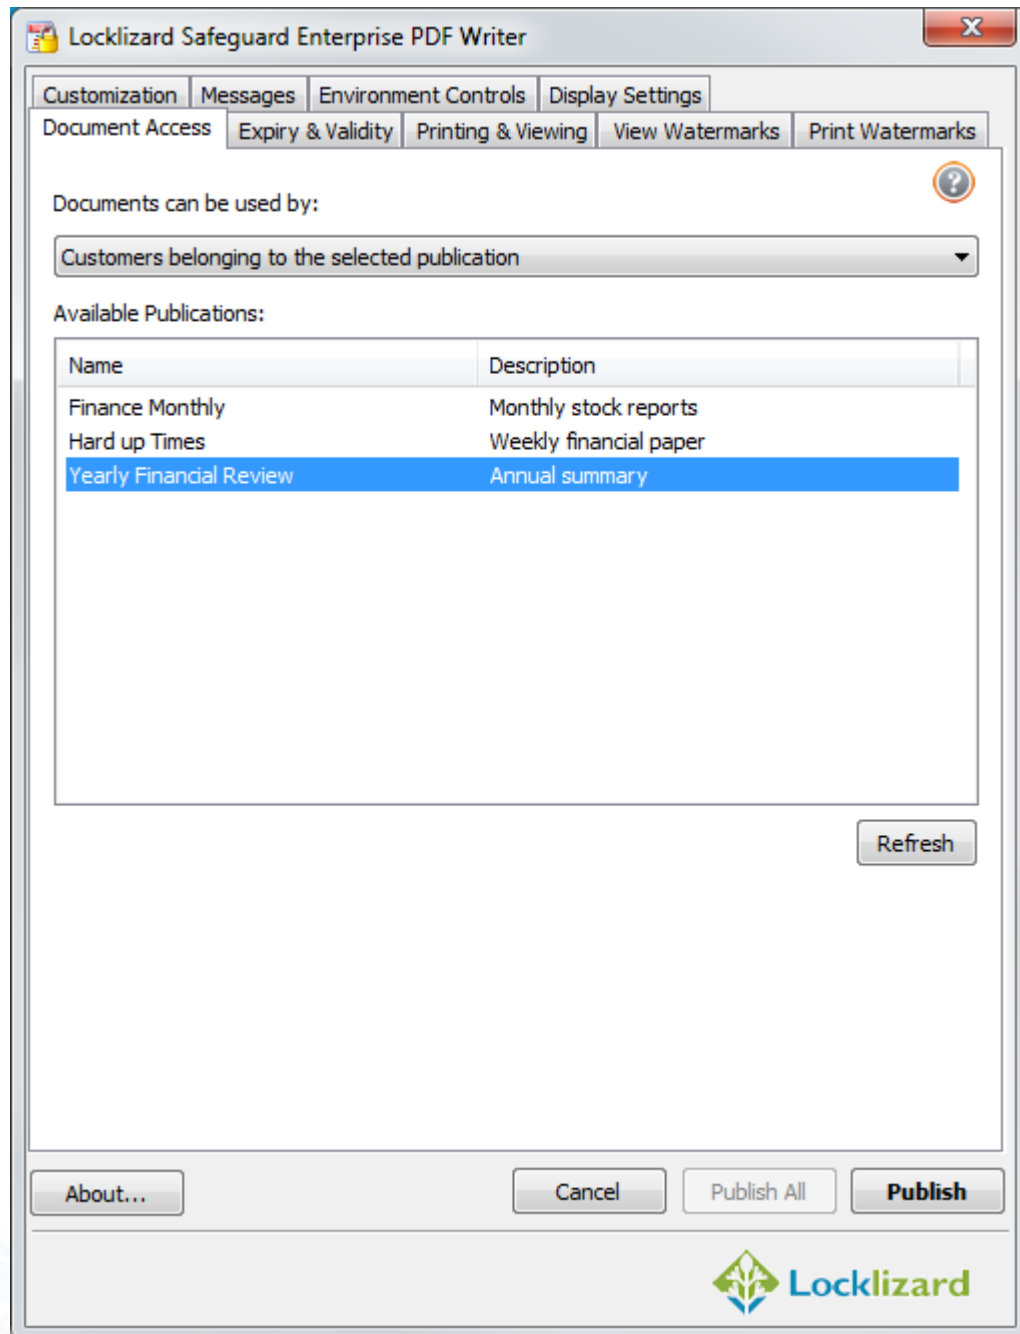 Locklizard Safeguard Enterprise PDF Writer
Customization Messages Environment Controls Display Settings
Document Access Expiry & Validity Printing & Viewing View Watermarks Print Watermarks
?
Documents can be used by:
Customers belonging to the selected publication
Available Publications:
Name Description
Finance Monthly Monthly stock reports
Hard up Times Weekly financial paper
Yearly Financial Review Annual summary
Refresh
About... Cancel Publish All Publish
Locklizard